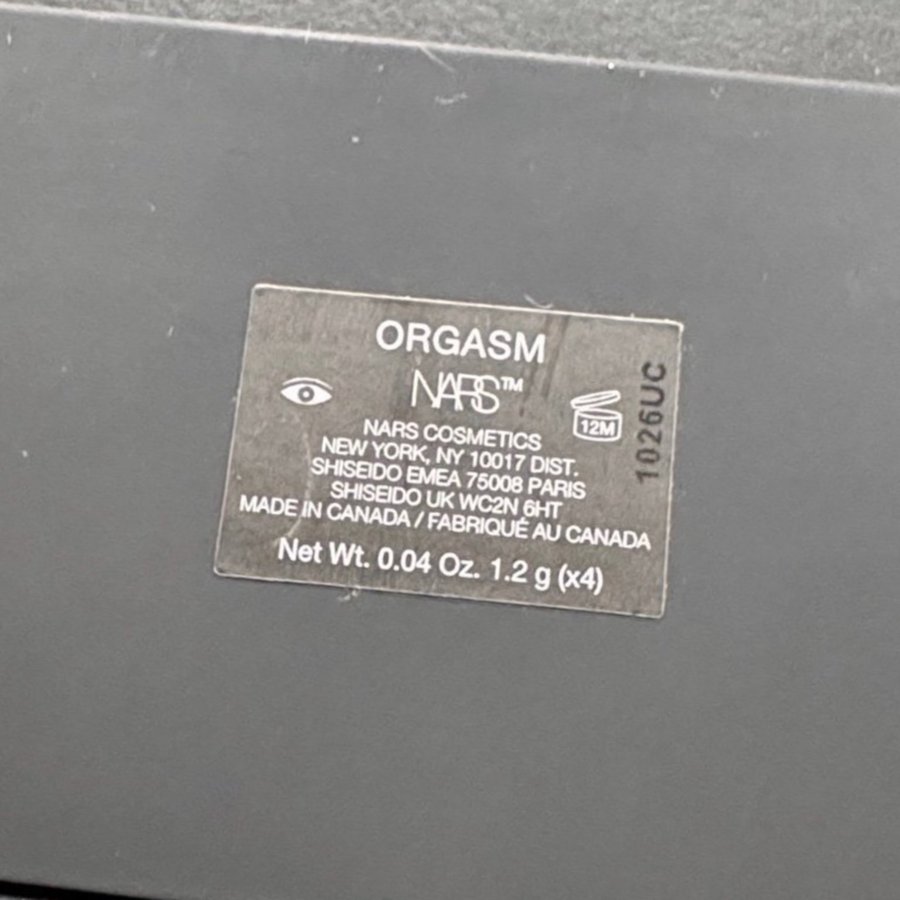 ORGASM
NARS™
12M
NARS COSMETICS
NEW YORK, NY 10017 DIST.
SHISEIDO EMEA 75008 PARIS
SHISEIDO UK WC2N 6HT
MADE IN CANADA / FABRIQUÉ AU CANADA
Net Wt. 0.04 Oz. 1.2 g (x4)
1026UC